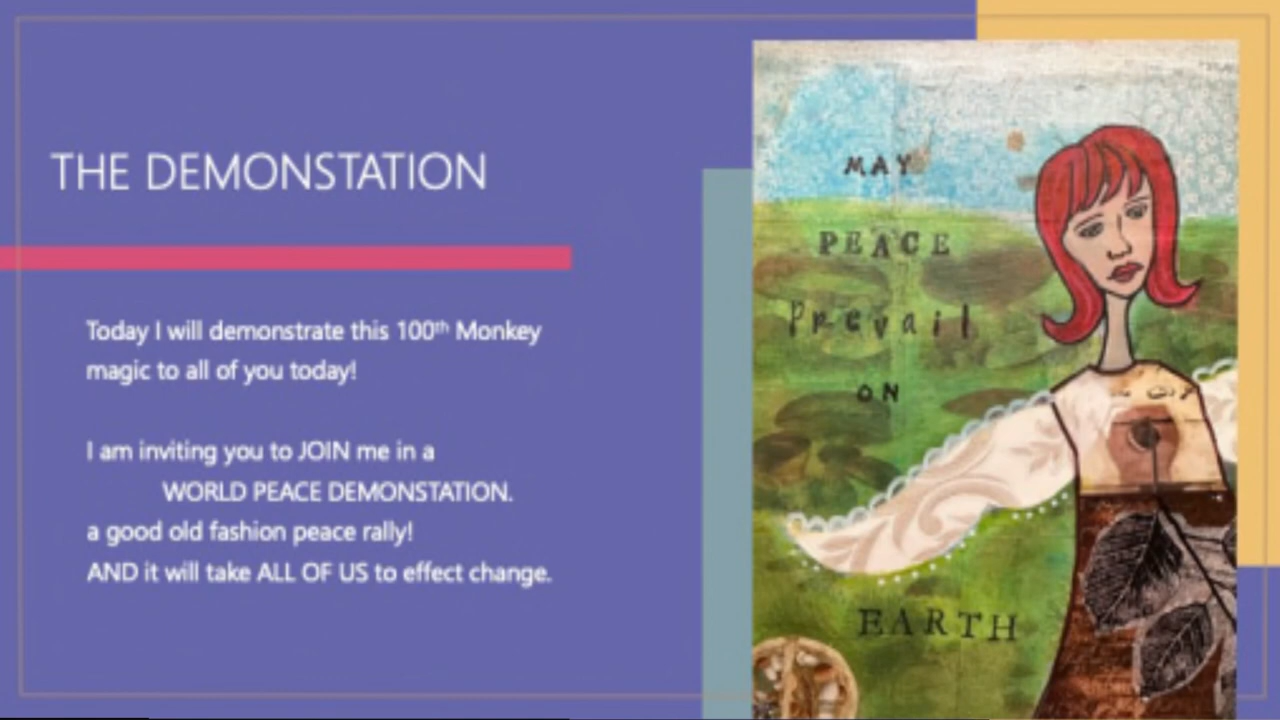 THE DEMONSTATION
Today I will demonstrate this 100th Monkey
magic to all of you today!
I am inviting you to JOIN me in a
WORLD PEACE DEMONSTATION.
a good old fashion peace rally!
AND it will take ALL OF US to effect change.
MAY
PEACE
Prevail
ON
EARTH